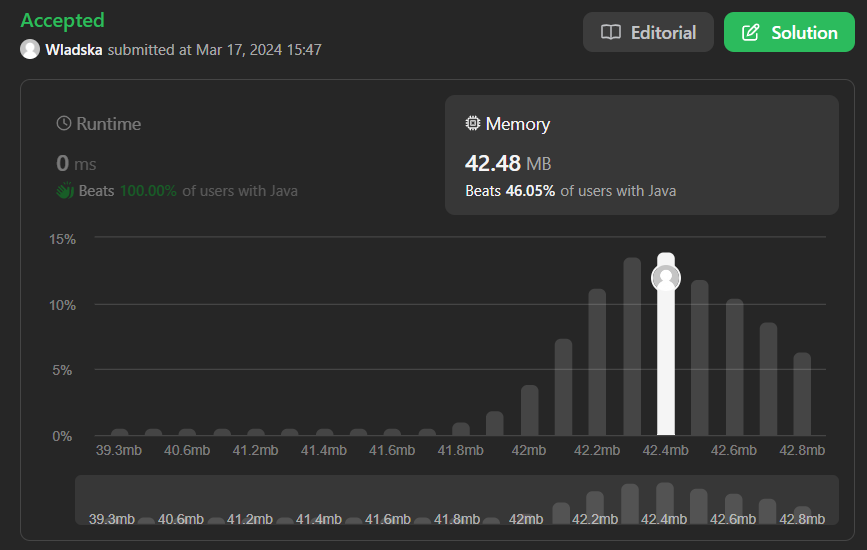 Accepted
Wladska submitted at Mar 17, 2024 15:47
Editorial
Solution
Runtime
0 ms
Beats 100.00% of users with Java
Memory
42.48 MB
Beats 46.05% of users with Java
15%
10%
5%
0%
39.3mb 40.6mb 41.2mb 41.4mb 41.6mb 41.8mb 42mb 42.2mb 42.4mb 42.6mb 42.8mb
39.3mb 40.6mb 41.2mb 41.4mb 41.6mb 41.8mb 42mb 42.2mb 42.4mb 42.6mb 42.8mb